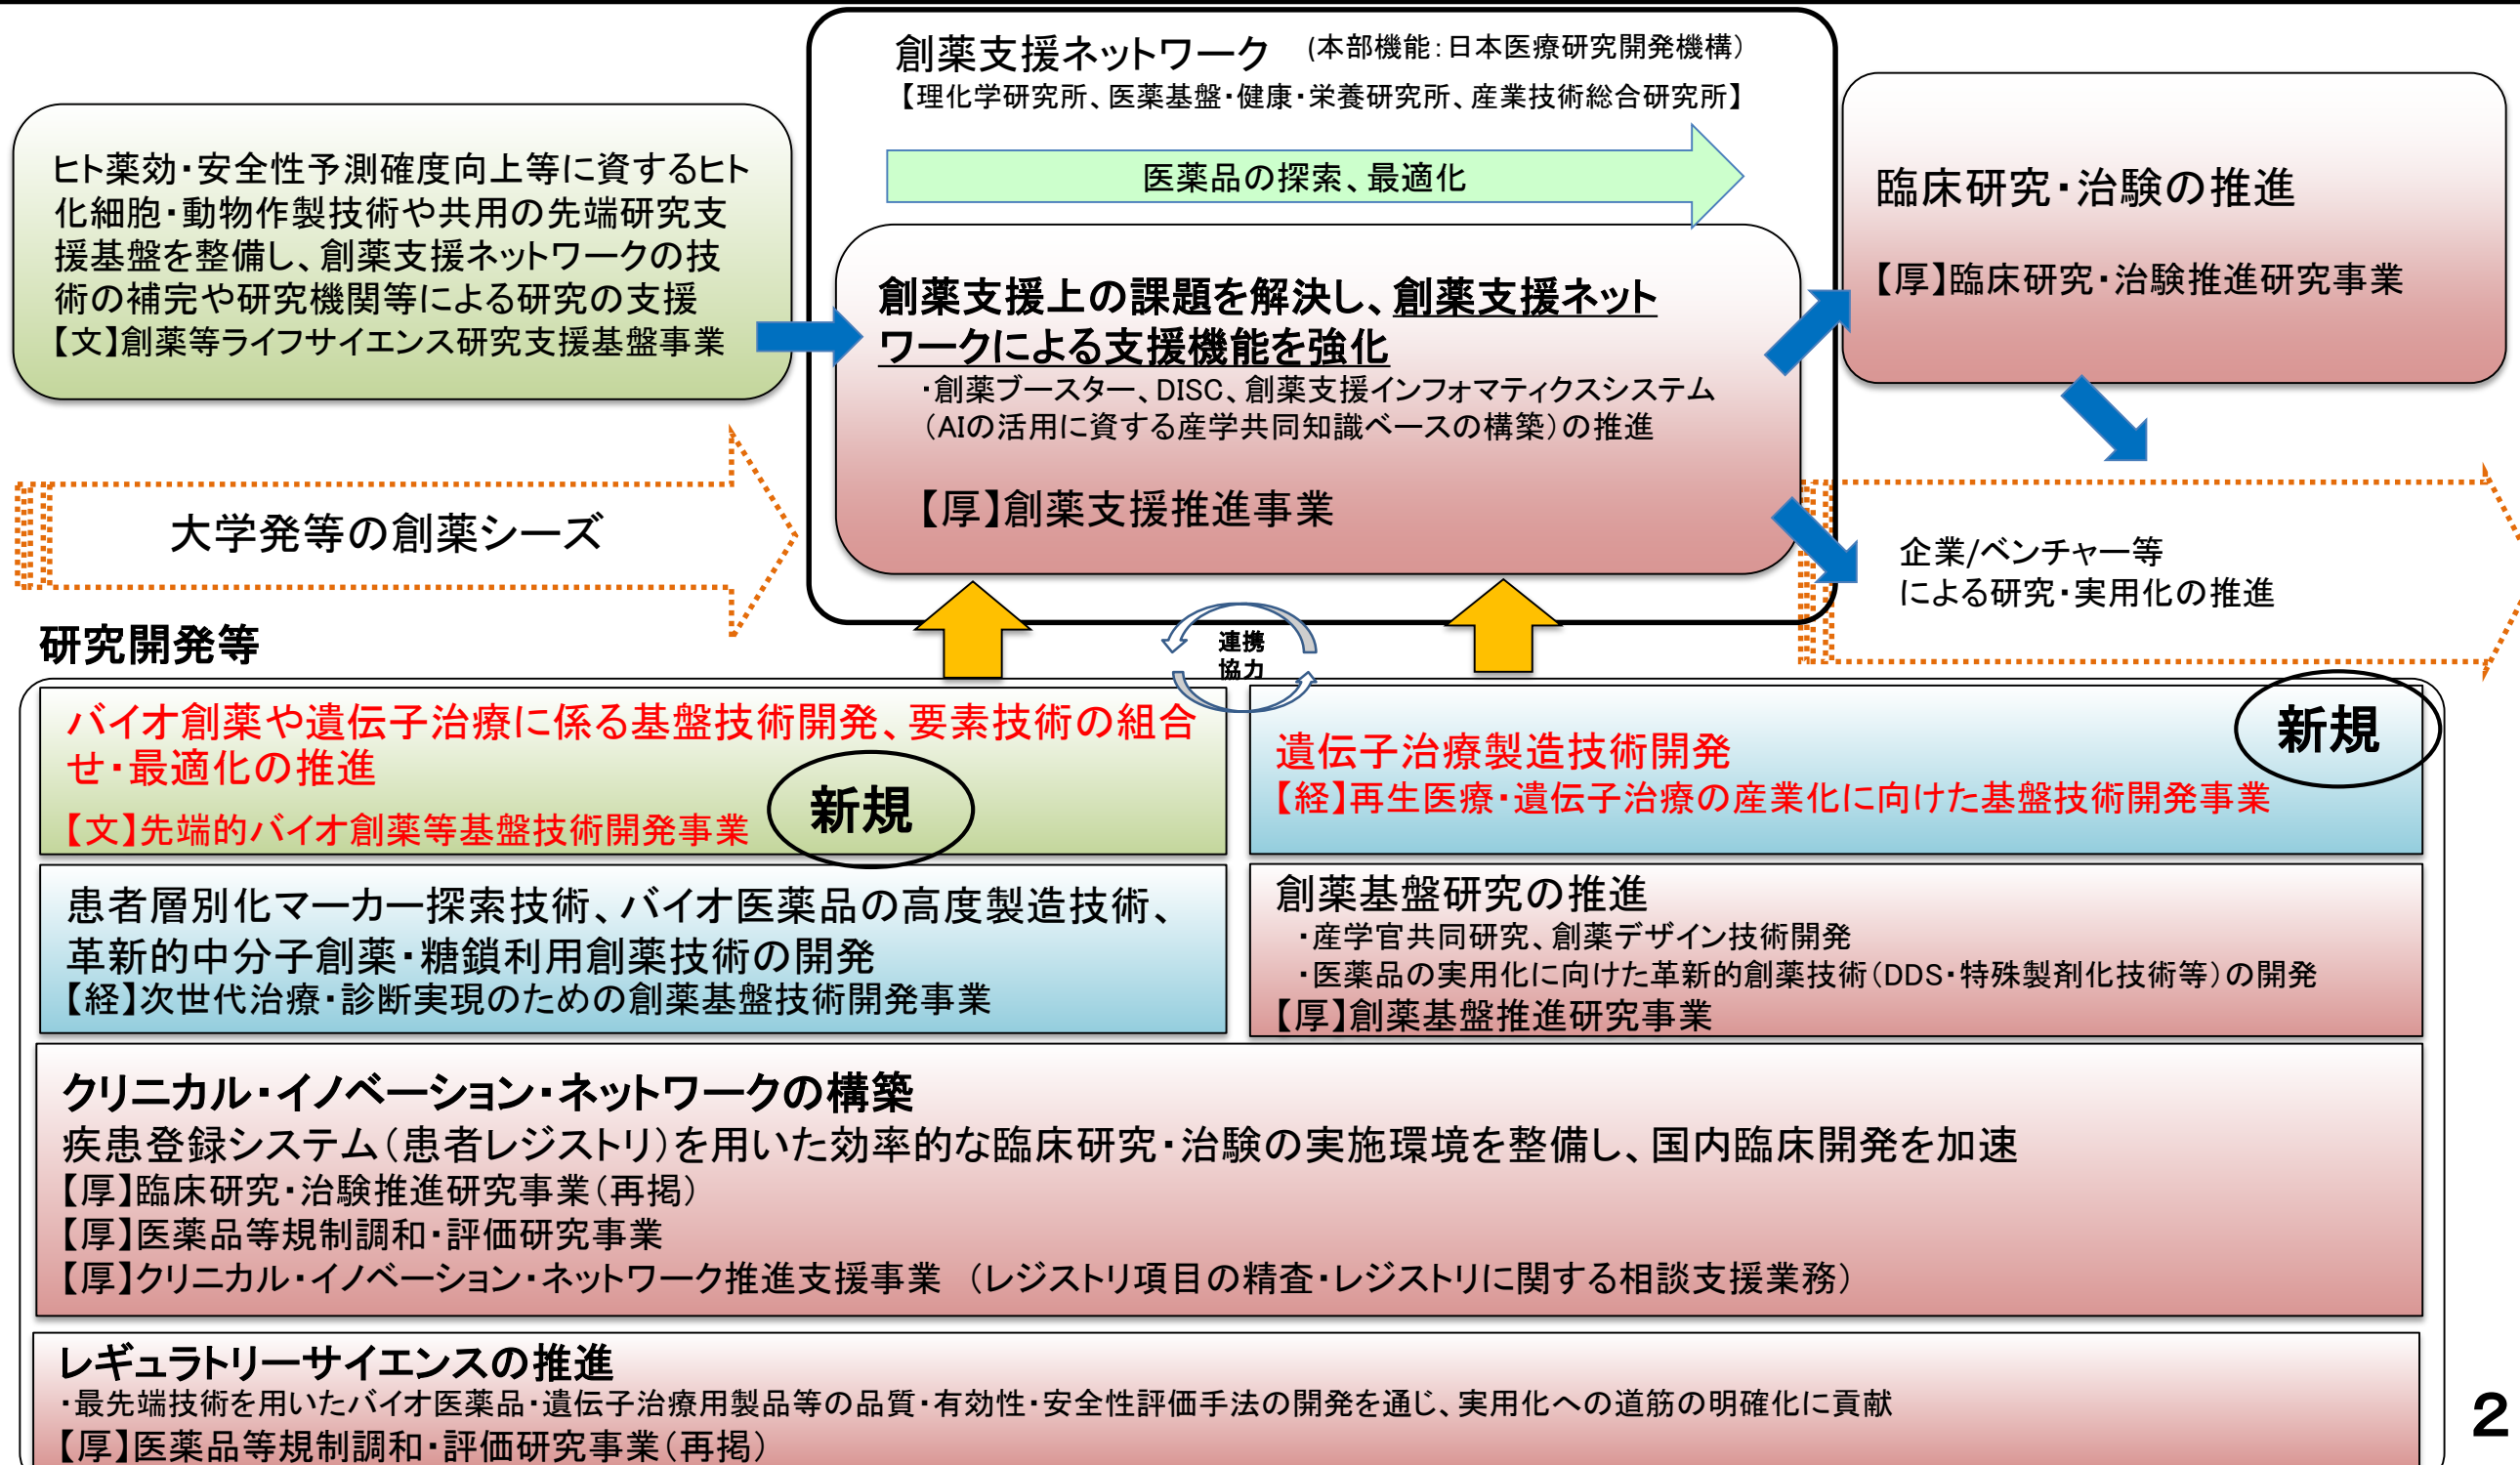 創薬支援ネットワーク (本部機能：日本医療研究開発機構)
【理化学研究所、医薬基盤・健康・栄養研究所、産業技術総合研究所】
医薬品の探索、最適化
ヒト薬効・安全性予測確度向上等に資するヒト
化細胞・動物作製技術や共用の先端研究支
援基盤を整備し、創薬支援ネットワークの技
術の補完や研究機関等による研究の支援
【文】創薬等ライフサイエンス研究支援基盤事業
創薬支援上の課題を解決し、創薬支援ネット
ワークによる支援機能を強化
・創薬ブースター、DISC、創薬支援インフォマティクスシステム
（AIの活用に資する産学共同知識ベースの構築）の推進
【厚】創薬支援推進事業
臨床研究・治験の推進
【厚】臨床研究・治験推進研究事業
大学発等の創薬シーズ
企業/ベンチャー等
による研究・実用化の推進
連携
協力
研究開発等
バイオ創薬や遺伝子治療に係る基盤技術開発、要素技術の組合
せ・最適化の推進
【文】先端的バイオ創薬等基盤技術開発事業
新規
遺伝子治療製造技術開発
【経】再生医療・遺伝子治療の産業化に向けた基盤技術開発事業
新規
患者層別化マーカー探索技術、バイオ医薬品の高度製造技術、
革新的中分子創薬・糖鎖利用創薬技術の開発
【経】次世代治療・診断実現のための創薬基盤技術開発事業
創薬基盤研究の推進
・産学官共同研究、創薬デザイン技術開発
・医薬品の実用化に向けた革新的創薬技術（DDS・特殊製剤化技術等）の開発
【厚】創薬基盤推進研究事業
クリニカル・イノベーション・ネットワークの構築
疾患登録システム（患者レジストリ）を用いた効率的な臨床研究・治験の実施環境を整備し、国内臨床開発を加速
【厚】臨床研究・治験推進研究事業（再掲）
【厚】医薬品等規制調和・評価研究事業
【厚】クリニカル・イノベーション・ネットワーク推進支援事業 （レジストリ項目の精査・レジストリに関する相談支援業務）
レギュラトリーサイエンスの推進
・最先端技術を用いたバイオ医薬品・遺伝子治療用製品等の品質・有効性・安全性評価手法の開発を通じ、実用化への道筋の明確化に貢献
【厚】医薬品等規制調和・評価研究事業（再掲）
2